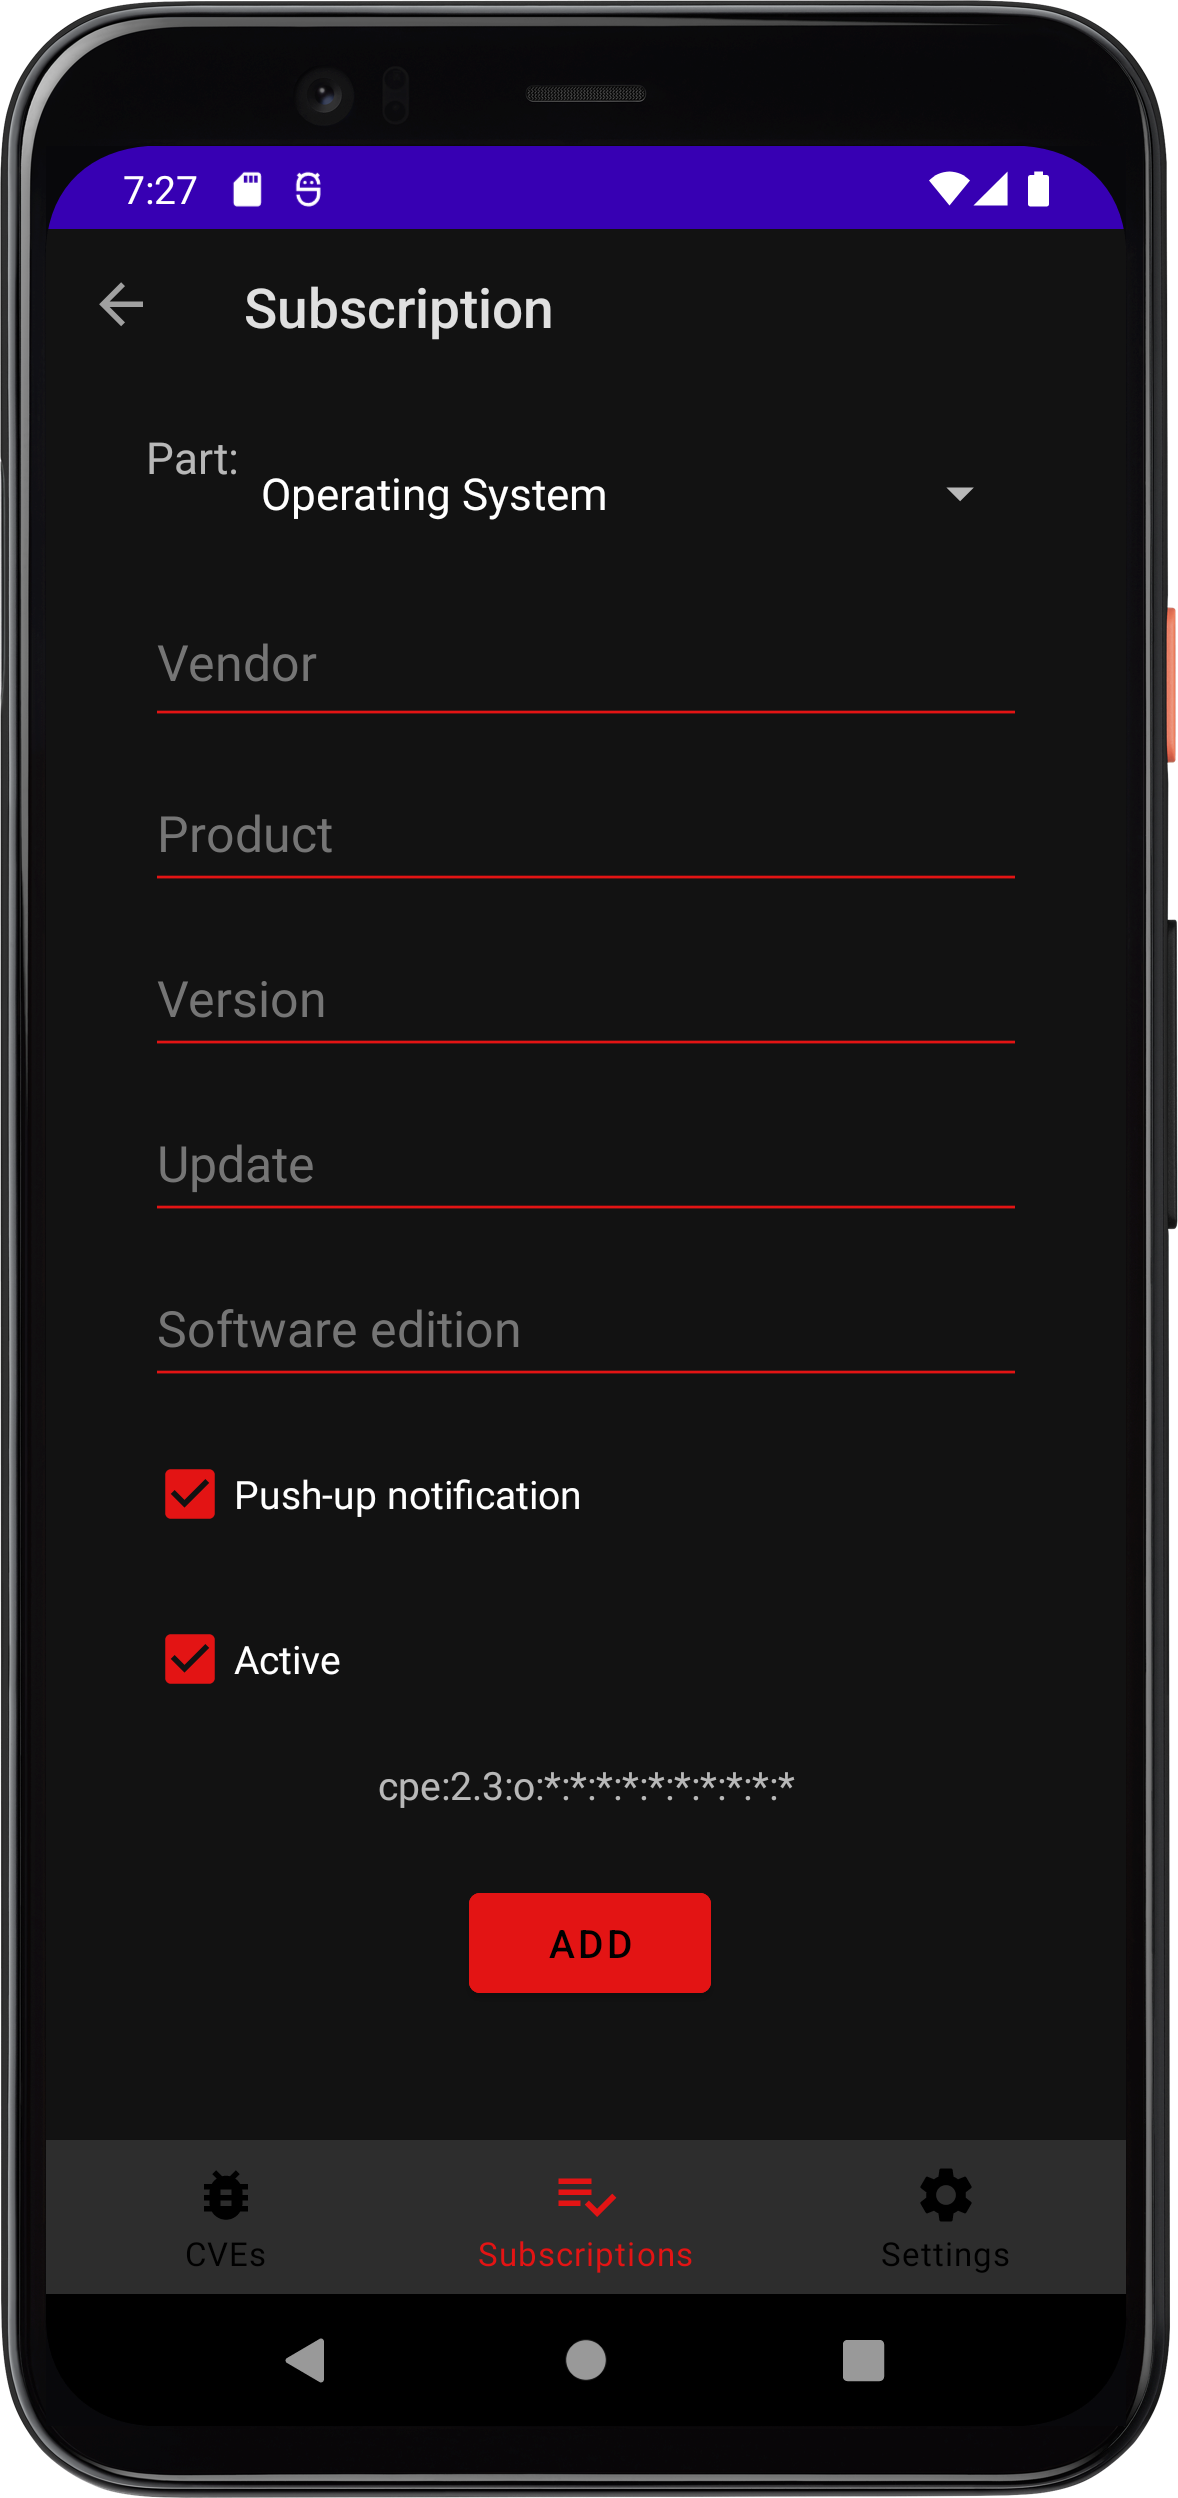 7:27
Subscription
Part:
Operating System
Vendor
Product
Version
Update
Software edition
Push-up notification
Active
cpe:2.3:o:*:*:*:*:*:*:*:*:*:*
ADD
CVEs
Subscriptions
Settings